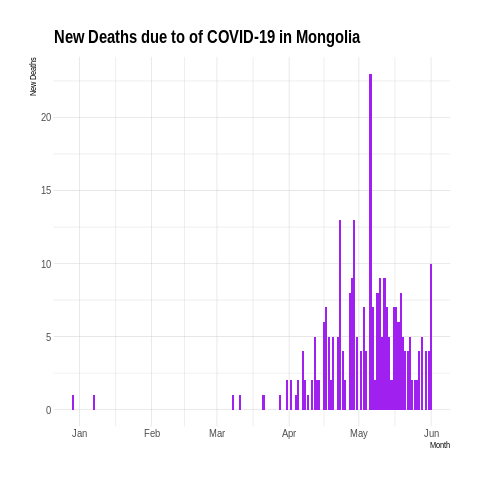 New Deaths due to of COVID-19 in Mongolia
New Deaths
20
15
10
5
0
Jan Feb Mar Apr May Jun
Month